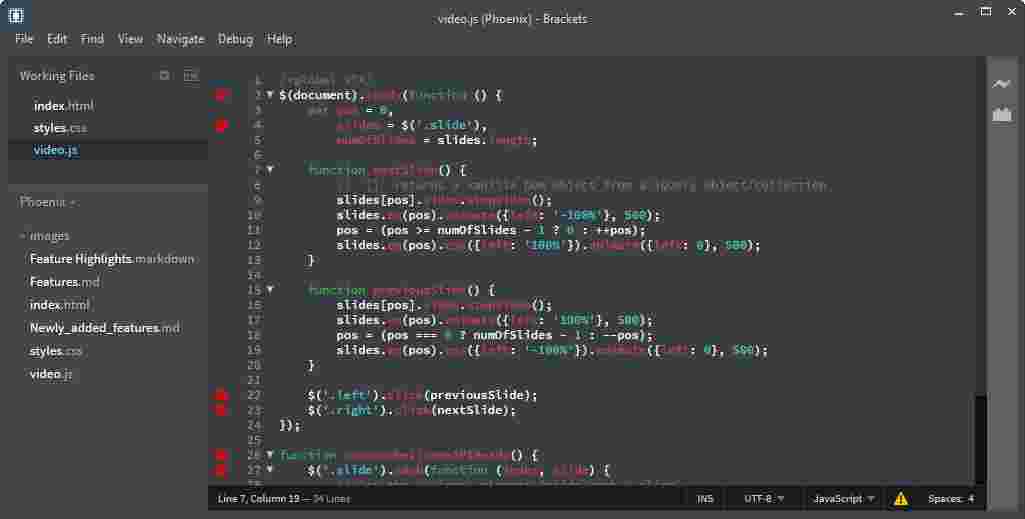 video.js (Phoenix) - Brackets
File Edit Find View Navigate Debug Help
Working Files
index.html
styles.css
video.js
Phoenix
images
Feature Highlights.markdown
Features.md
index.html
Newly_added_features.md
styles.css
video.js
1
2 $(document).ready(function () {
3 var pos = 0,
4 slides = $('.slide'),
5 numOfSlides = slides.length;
6
7 function nextSlide() {
8 // [] returns a vanilla DOM object from a jQuery object/collection
9 slides[pos].video.stopVideo();
10 slides.eq(pos).animate({left: '-100%'}, 500);
11 pos = (pos >= numOfSlides - 1 ? 0 : ++pos);
12 slides.eq(pos).css({left: '100%'}).animate({left: 0}, 500);
13 }
14
15 function previousSlide() {
16 slides[pos].video.stopVideo();
17 slides.eq(pos).animate({left: '100%'}, 500);
18 pos = (pos === 0 ? numOfSlides - 1 : --pos);
19 slides.eq(pos).css({left: '-100%'}).animate({left: 0}, 500);
20 }
21
22 $('.left').click(previousSlide);
23 $('.right').click(nextSlide);
24 });
25
26 function () {
27 $('.slide').each(function (index, slide) {
Line 7, Column 19 — 34 Lines
INS UTF-8 JavaScript Spaces: 4